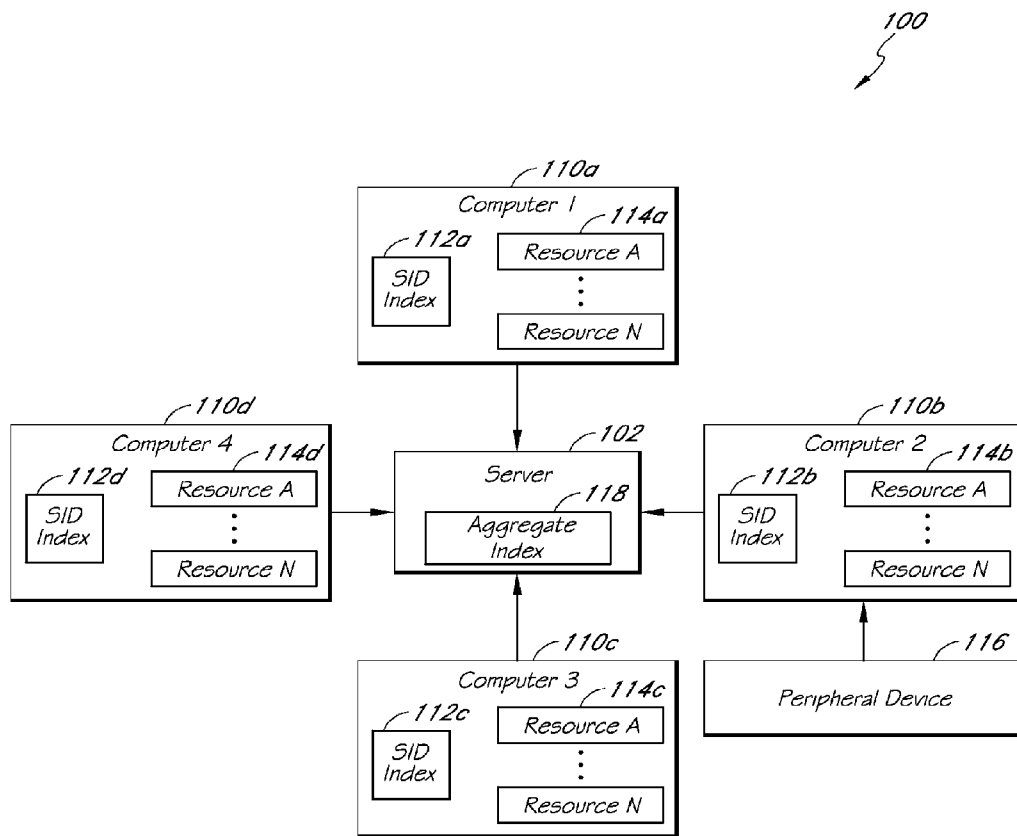 100
110a
Computer 1
112a
114a
SID
Index
Resource A
Resource N
110d
Computer 4
112d
114d
SID
Index
Resource A
Resource N
102
Server
118
Aggregate
Index
110b
Computer 2
112b
114b
SID
Index
Resource A
Resource N
110c
Computer 3
112c
114c
SID
Index
Resource A
Resource N
116
Peripheral Device